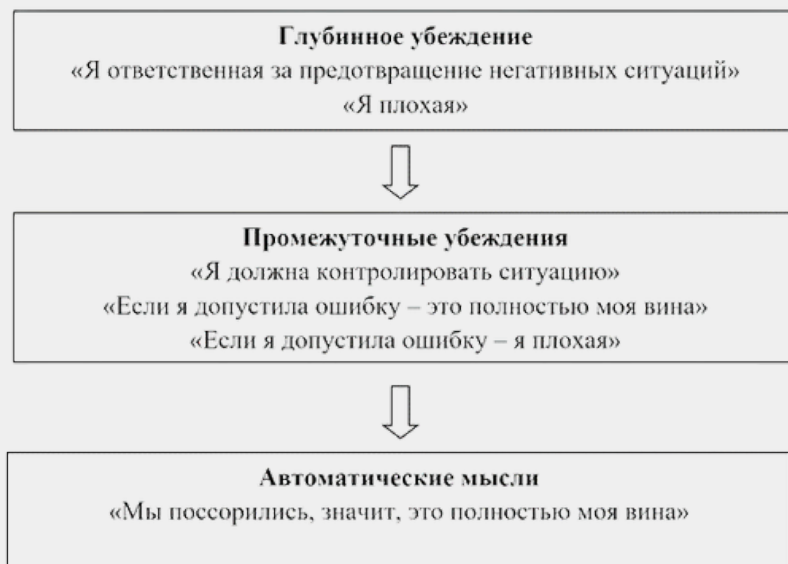 Глубинное убеждение
«Я ответственная за предотвращение негативных ситуаций»
«Я плохая»
Промежуточные убеждения
«Я должна контролировать ситуацию»
«Если я допустила ошибку – это полностью моя вина»
«Если я допустила ошибку – я плохая»
Автоматические мысли
«Мы поссорились, значит, это полностью моя вина»